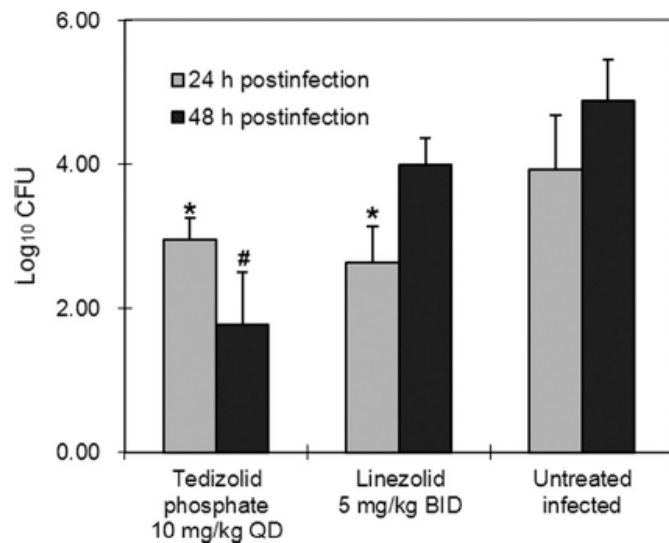 6.00
24 h postinfection
48 h postinfection
4.00
Log10 CFU
*
*
#
2.00
0.00
Tedizolid
phosphate
10 mg/kg QD
Linezolid
5 mg/kg BID
Untreated
infected